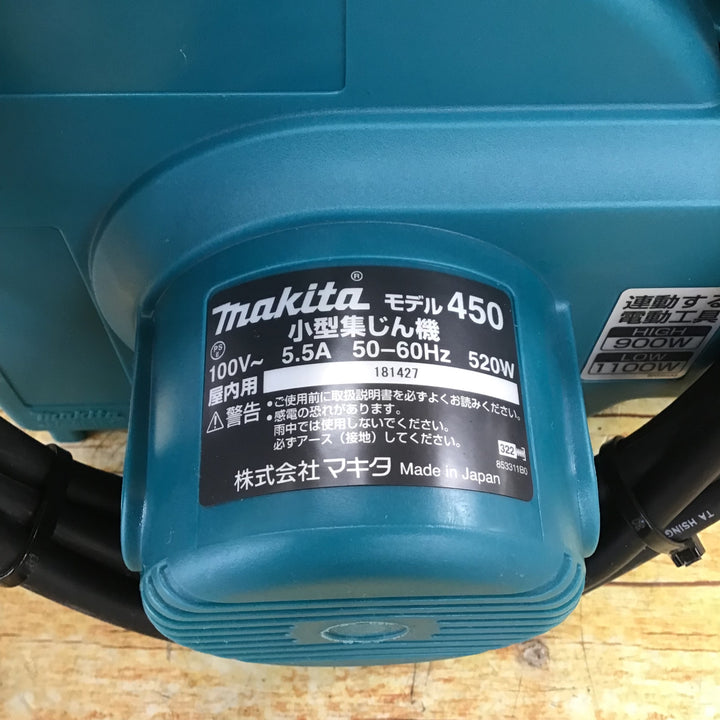 makita® モデル 450
小型集じん機
PS E
100V~ 5.5A 50-60Hz 520W
屋内用 181427
⚠警告 •ご使用前に取扱説明書を必ずよくお読みください。
•感電の恐れがあります。
雨中では使用しないでください。
必ずアース(接地)してください。
322
853311B0
株式会社 マキタ Made in Japan
連動する
電動工具
HIGH
900W
LOW
1100W
makita
TA HSING